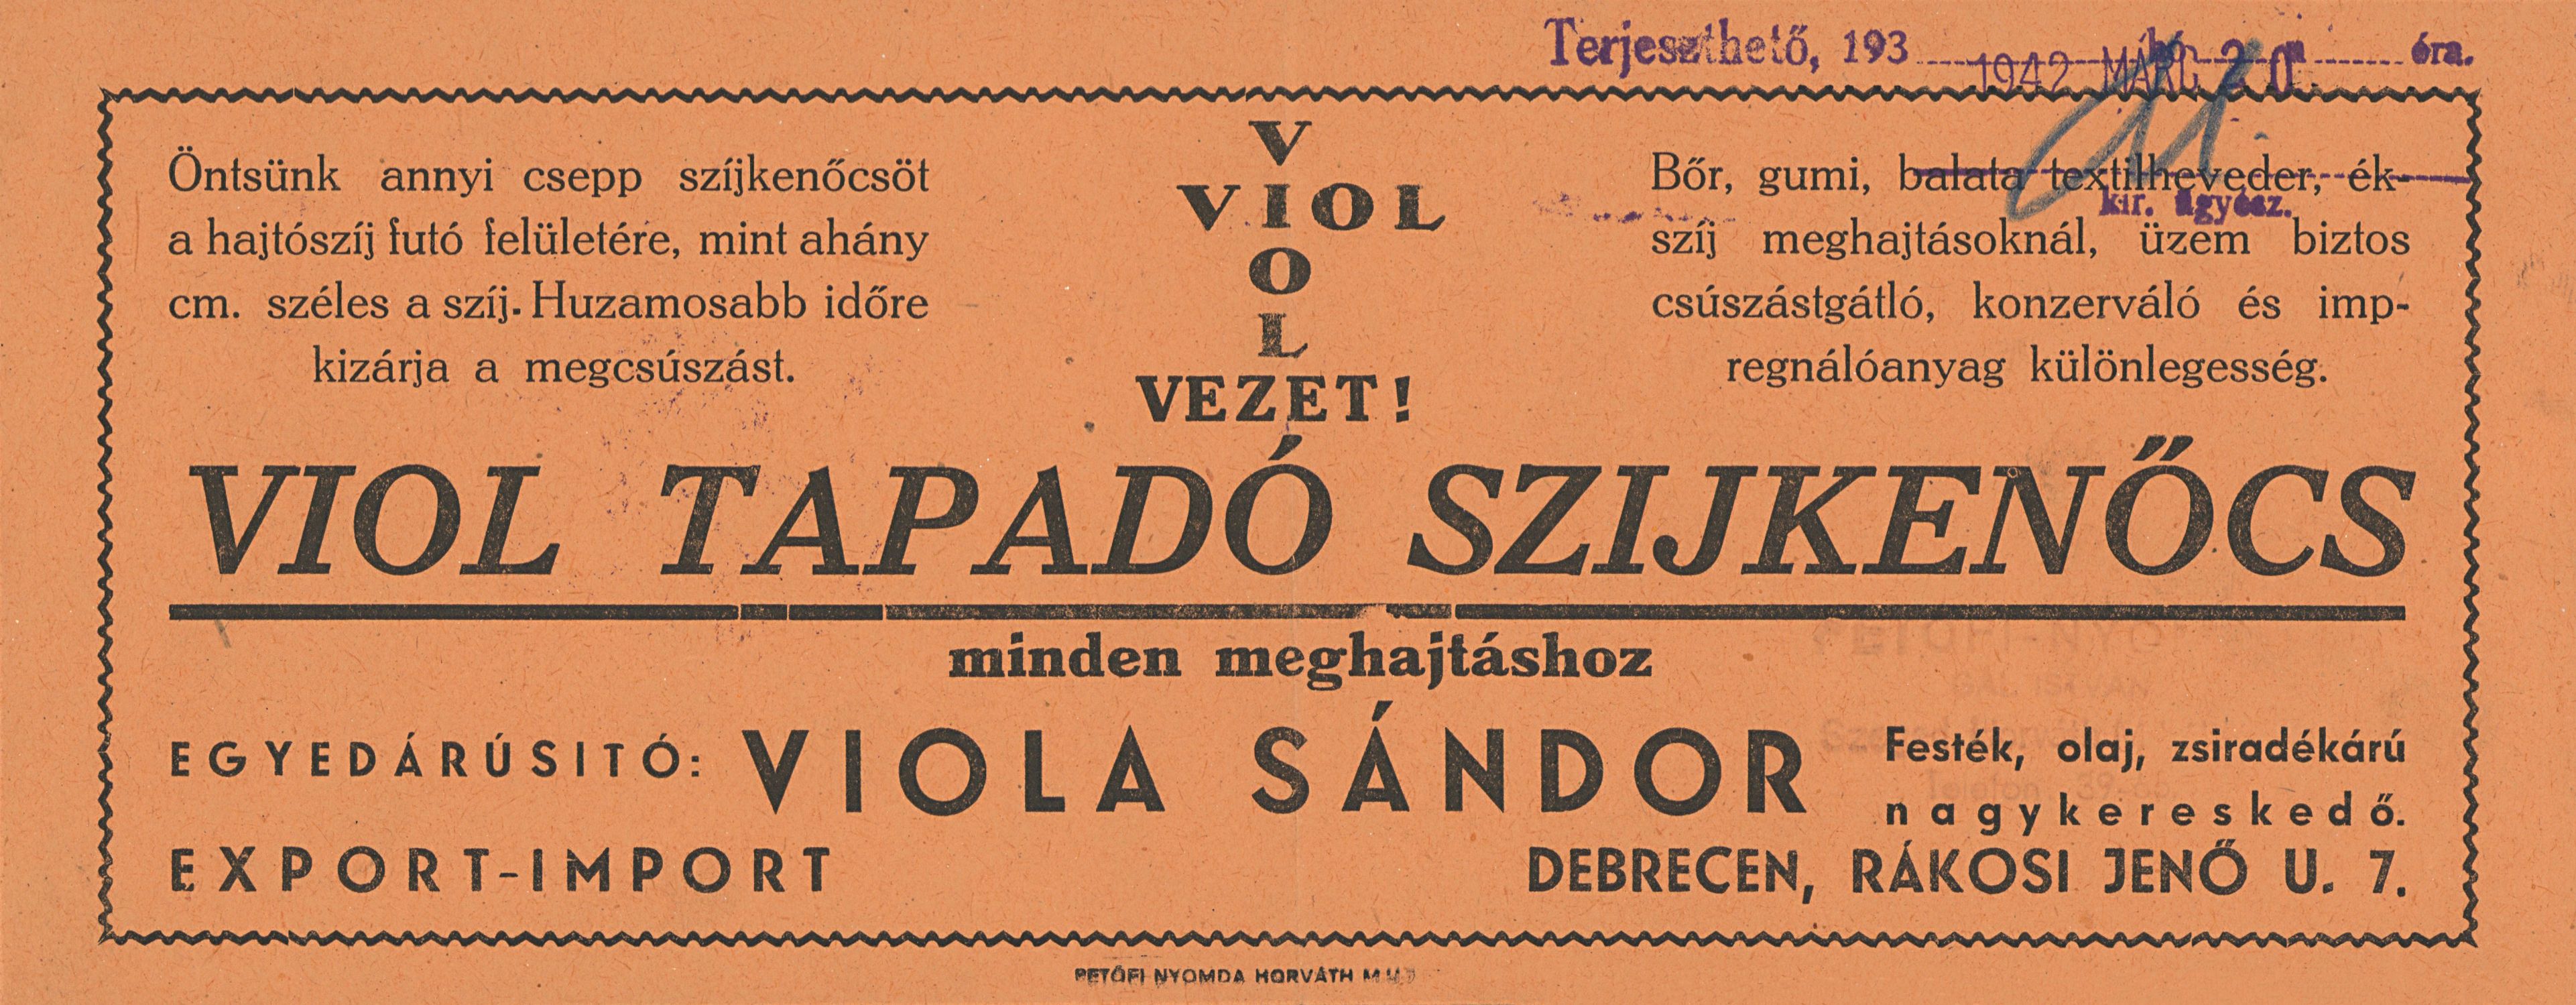 Terjeszthető, 193 hó n óra.
1942 MÁRC 20
kir. ügyész.
Öntsünk annyi csepp szíjkenőcsöt
a hajtószíj futó felületére, mint ahány
cm. széles a szíj. Huzamosabb időre
kizárja a megcsúszást.
V
VIOL
O
L
VEZET!
Bőr, gumi, balata textilheveder, ék-
szíj meghajtásoknál, üzem biztos
csúszástgátló, konzerváló és imp-
regnálóanyag különlegesség.
VIOL TAPADÓ SZIJKENŐCS
minden meghajtáshoz
EGYEDÁRÚSITÓ: VIOLA SÁNDOR
Festék, olaj, zsiradékárú
nagykereskedő.
EXPORT-IMPORT
DEBRECEN, RÁKOSI JENŐ U. 7.
PETŐFI NYOMDA HORVÁTH